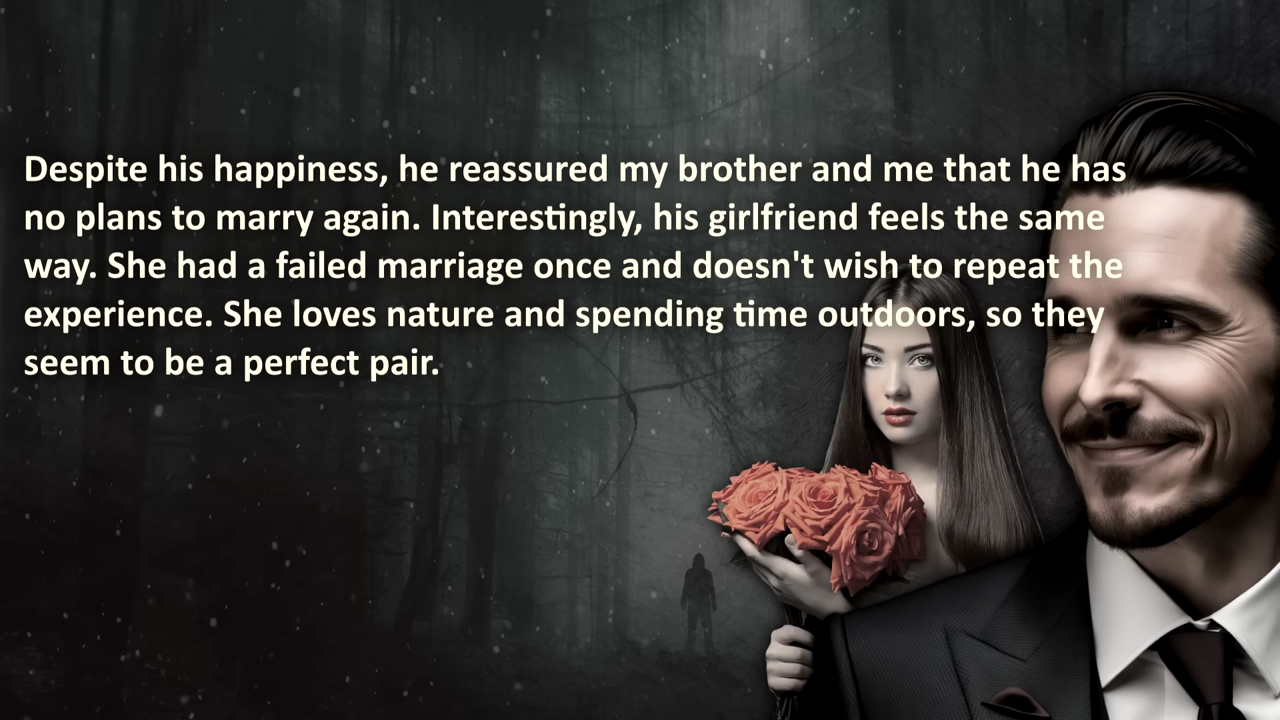 Despite his happiness, he reassured my brother and me that he has
no plans to marry again. Interestingly, his girlfriend feels the same
way. She had a failed marriage once and doesn't wish to repeat the
experience. She loves nature and spending time outdoors, so they
seem to be a perfect pair.